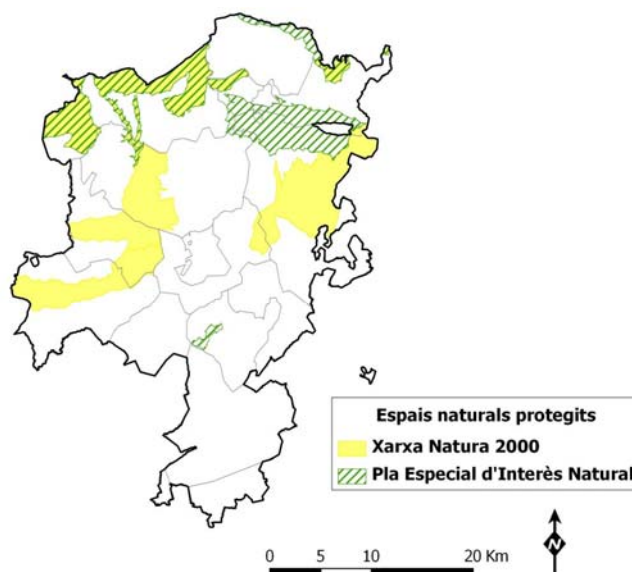 Espais naturals protegits
Xarxa Natura 2000
Pla Especial d'Interès Natural
N
0 5 10 20 Km